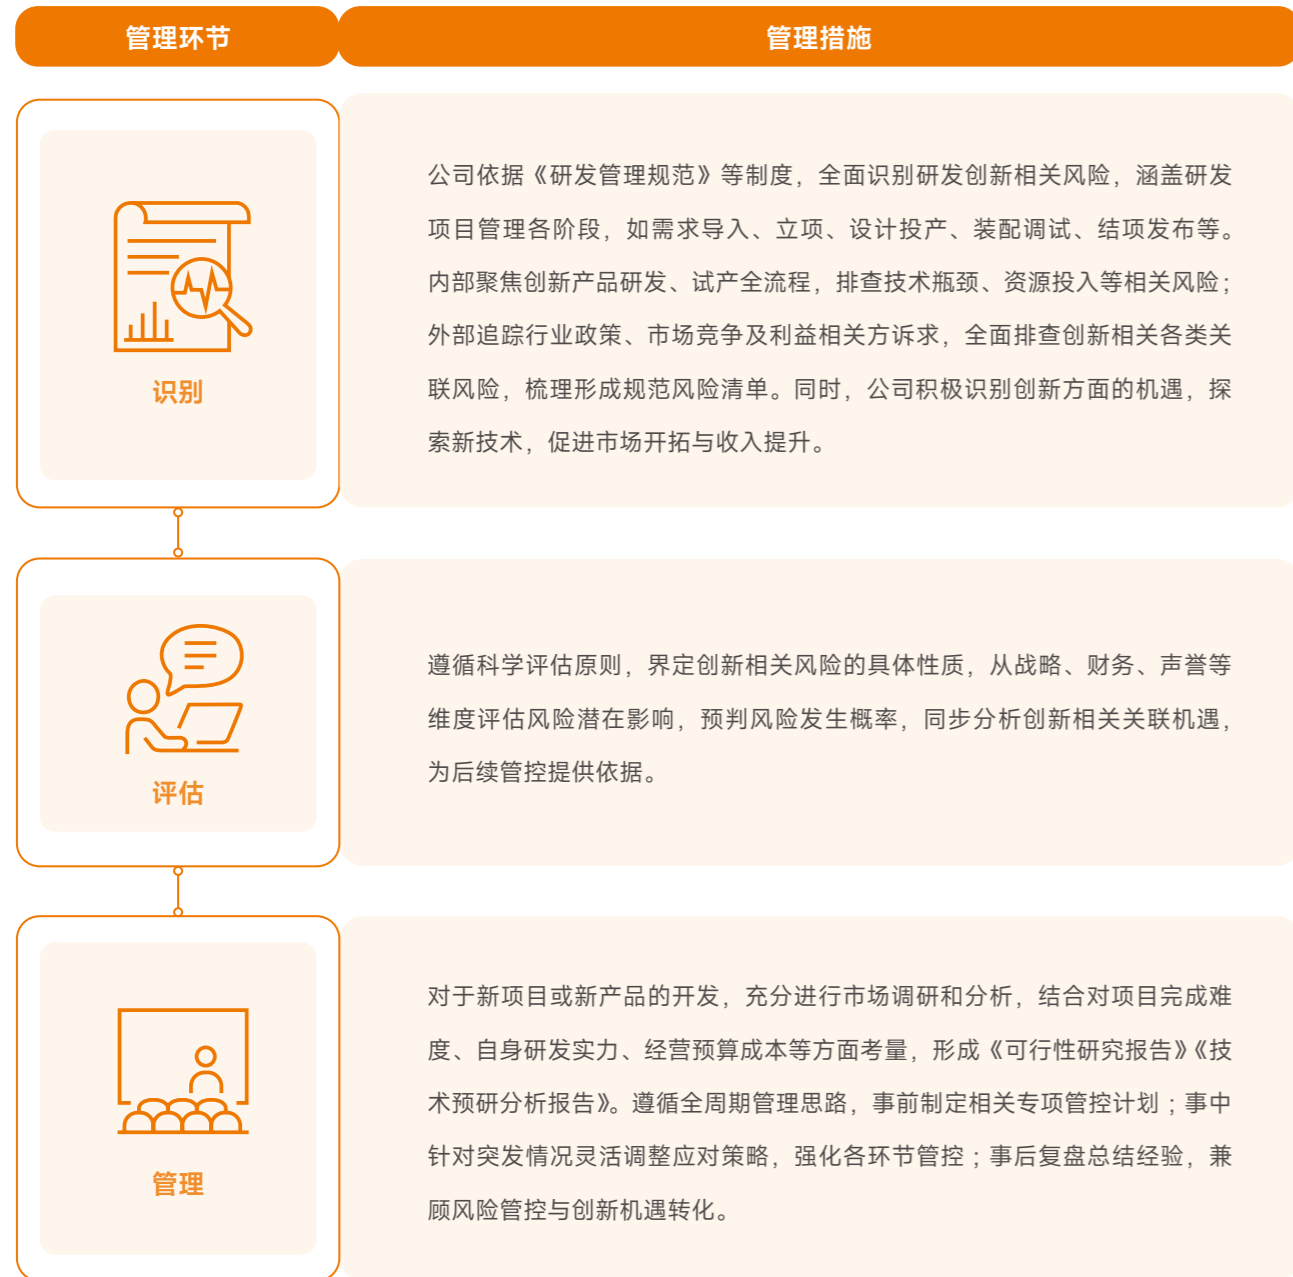 管理环节
管理措施
识别
公司依据《研发管理规范》等制度，全面识别研发创新相关风险，涵盖研发
项目管理各阶段，如需求导入、立项、设计投产、装配调试、结项发布等。
内部聚焦创新产品研发、试产全流程，排查技术瓶颈、资源投入等相关风险；
外部追踪行业政策、市场竞争及利益相关方诉求，全面排查创新相关各类关
联风险，梳理形成规范风险清单。同时，公司积极识别创新方面的机遇，探
索新技术，促进市场开拓与收入提升。
评估
遵循科学评估原则，界定创新相关风险的具体性质，从战略、财务、声誉等
维度评估风险潜在影响，预判风险发生概率，同步分析创新相关关联机遇，
为后续管控提供依据。
管理
对于新项目或新产品的开发，充分进行市场调研和分析，结合对项目完成难
度、自身研发实力、经营预算成本等方面考量，形成《可行性研究报告》《技
术预研分析报告》。遵循全周期管理思路，事前制定相关专项管控计划；事中
针对突发情况灵活调整应对策略，强化各环节管控；事后复盘总结经验，兼
顾风险管控与创新机遇转化。